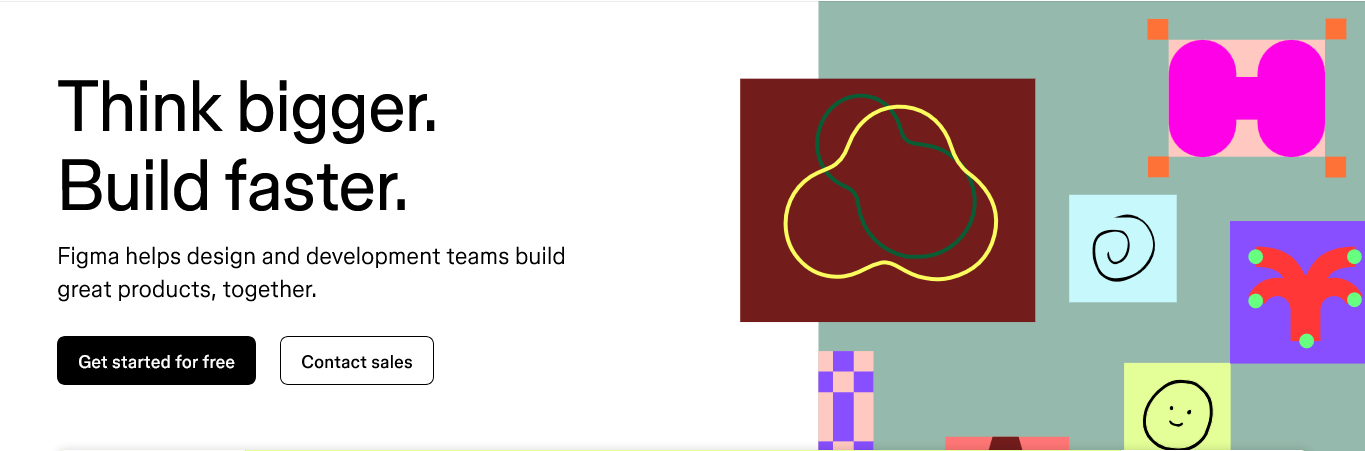 Think bigger.
Build faster.
Figma helps design and development teams build
great products, together.
Get started for free
Contact sales